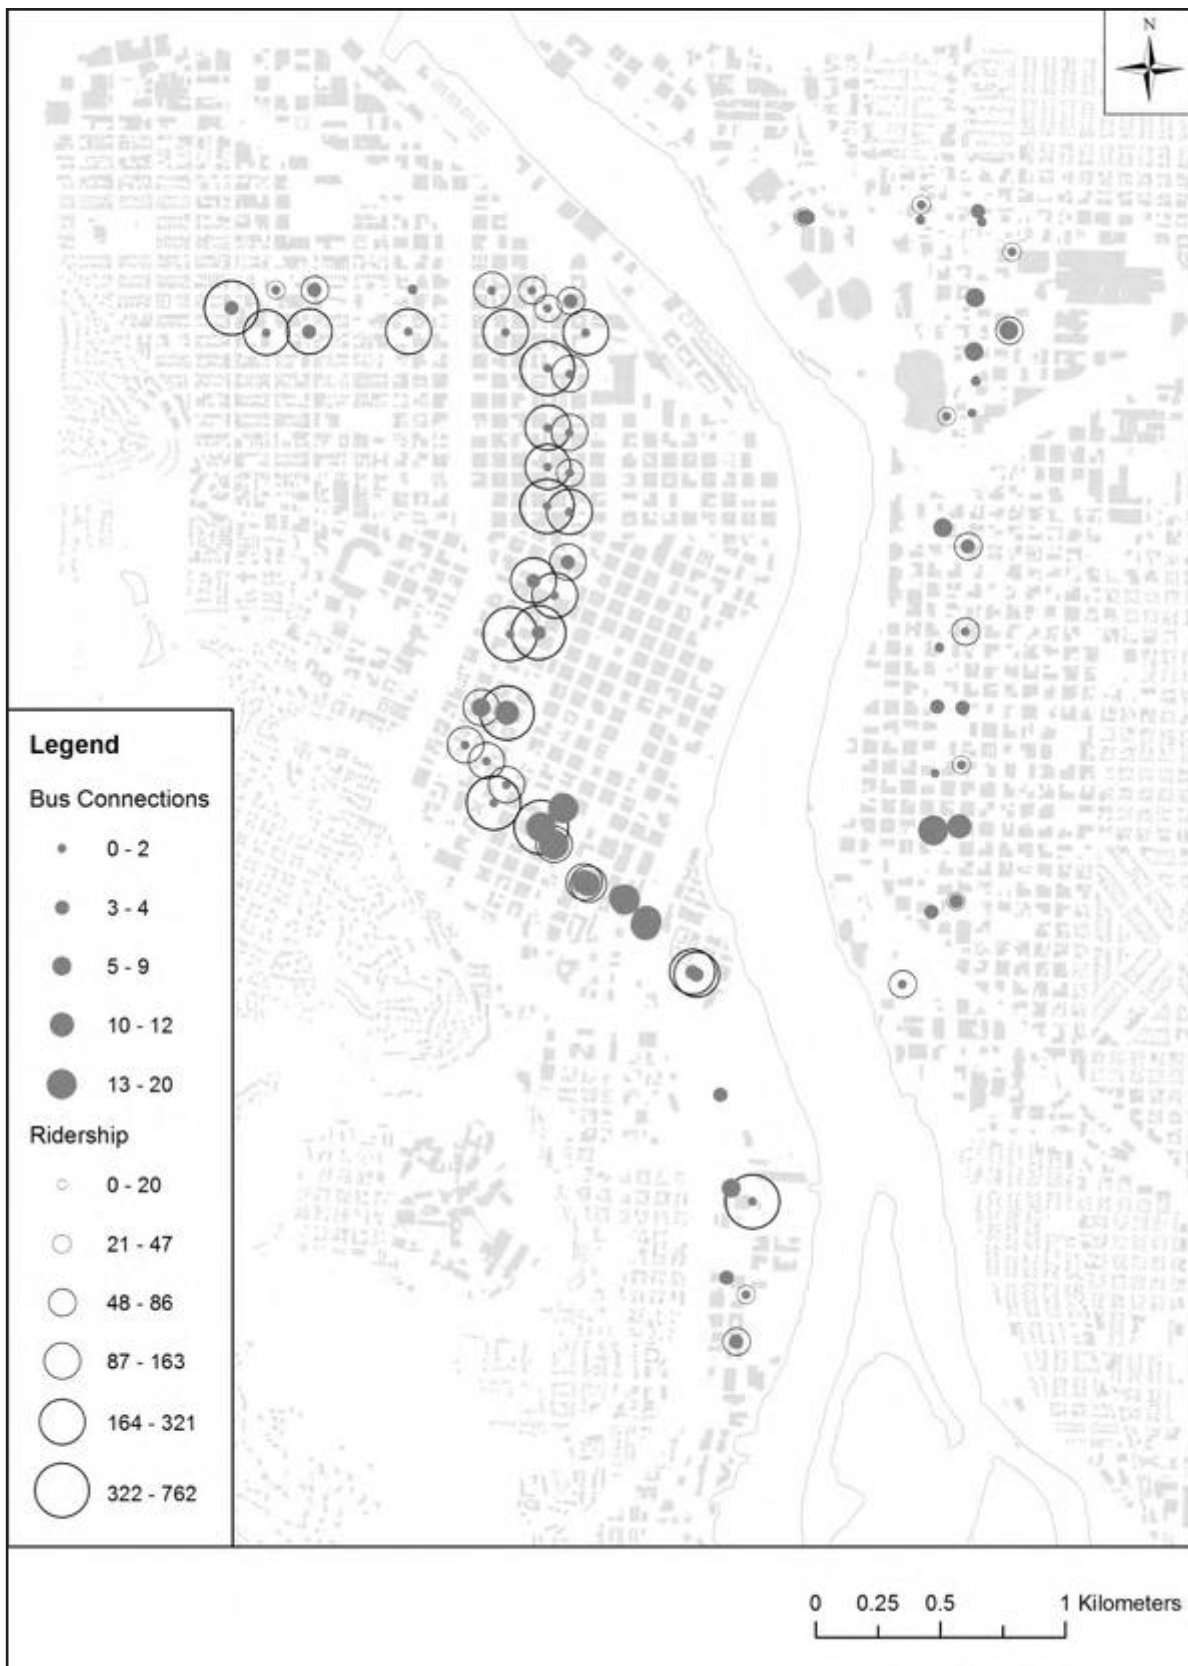 N
Legend
Bus Connections
0 - 2
3 - 4
5 - 9
10 - 12
13 - 20
Ridership
0 - 20
21 - 47
48 - 86
87 - 163
164 - 321
322 - 762
0 0.25 0.5 1 Kilometers